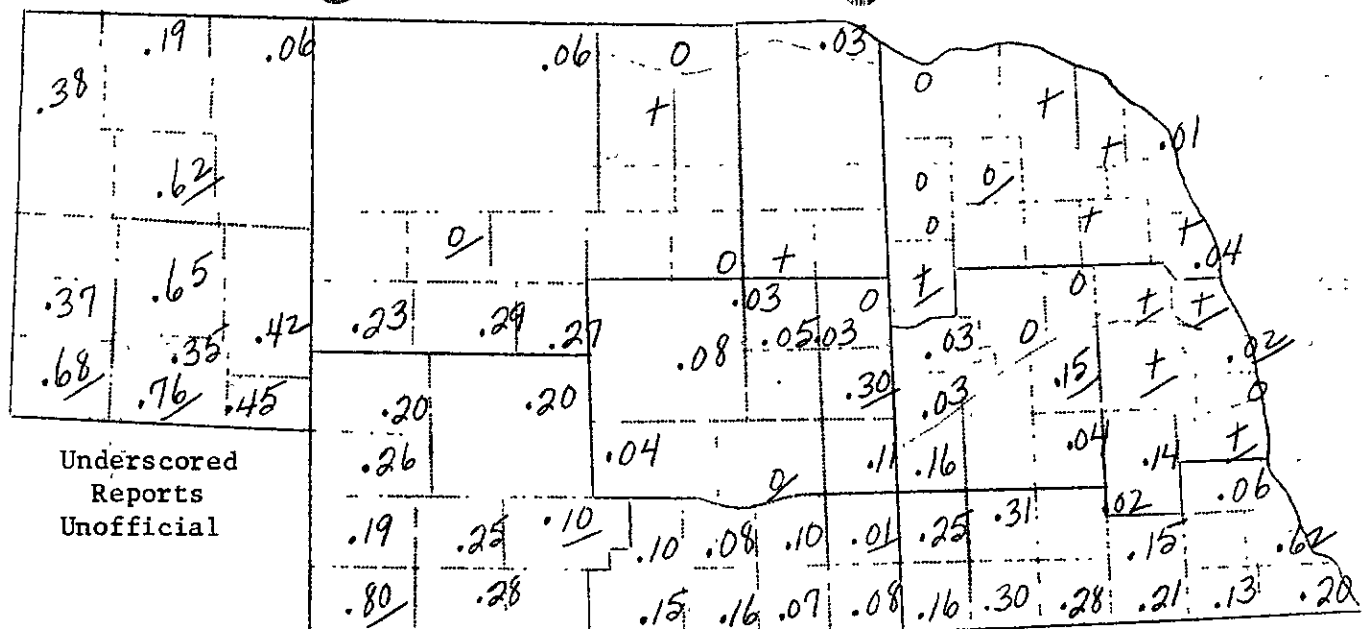 .19 .06 .06 0 .03
.38 0
+ + .01
+
.62 0 0
0 + +
0 0 + .04
.37 .65 + 0 + +
.03 0
.23 .29 .27 .05 .03 .03 0 .02
.42 .35 .08
.68 .76 .45 .20 .20 .30 .03 .15 + 0
.26 .04 .11 .16 .04 .14 +
0
Underscored
Reports
Unofficial
.19 .25 .10 .10 .08 .10 .01 .25 .31 .02 .15 .06 .62
.80 .28 .15 .16 .07 .08 .16 .30 .28 .21 .13 .20